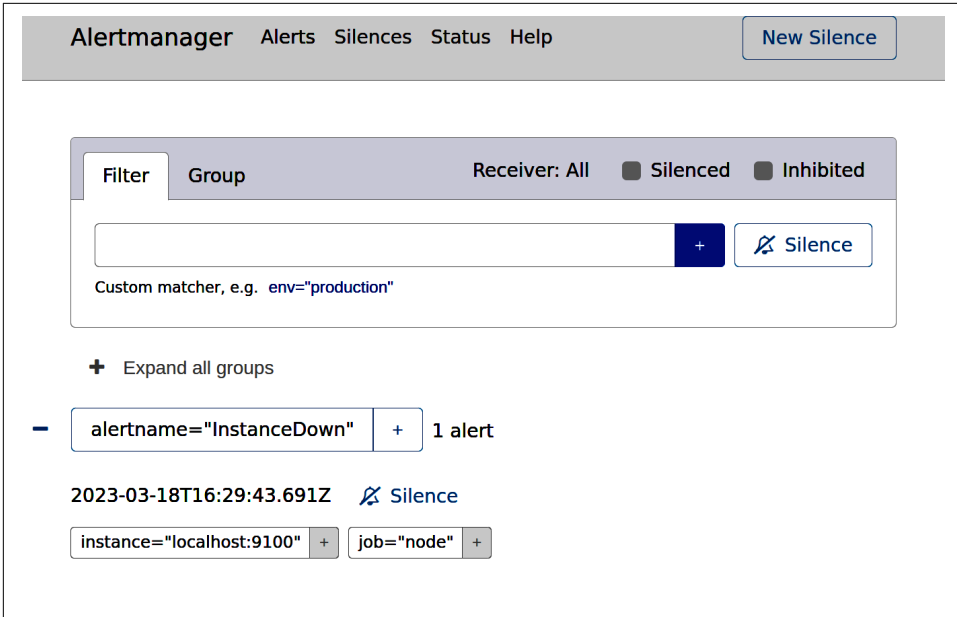 Alertmanager Alerts Silences Status Help New Silence
Filter Group Receiver: All Silenced Inhibited
+ Silence
Custom matcher, e.g. env="production"
+ Expand all groups
− alertname="InstanceDown" + 1 alert
2023-03-18T16:29:43.691Z Silence
instance="localhost:9100" + job="node" +